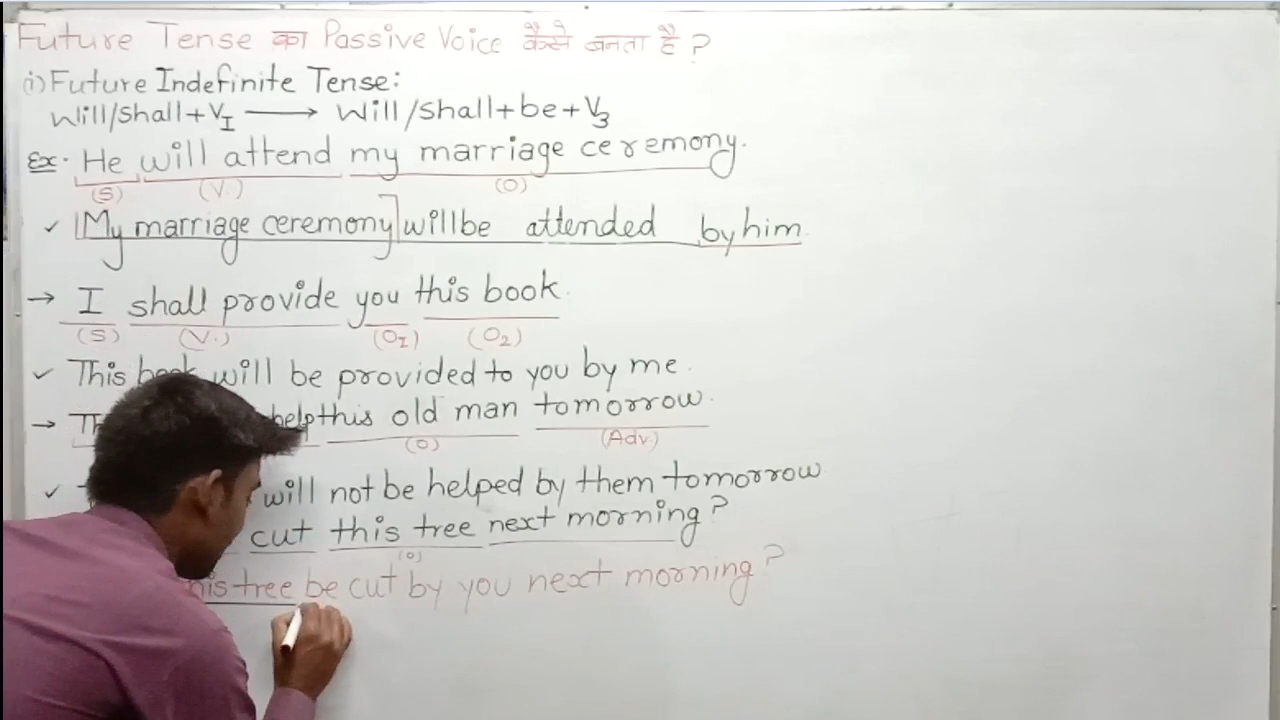 Future Tense का Passive Voice कैसे बनता है ?
i) Future Indefinite Tense:
Will/Shall+V1 → Will/Shall+be+V3
Ex. He will attend my marriage ceremony.
(S) (V.) (O)
✓ [My marriage ceremony] will be attended by him.
→ I shall provide you this book.
(S) (V.) (O1) (O2)
✓ This book will be provided to you by me.
→ help this old man tomorrow.
(O) (Adv.)
✓ will not be helped by them tomorrow
cut this tree next morning?
(O)
tree be cut by you next morning?